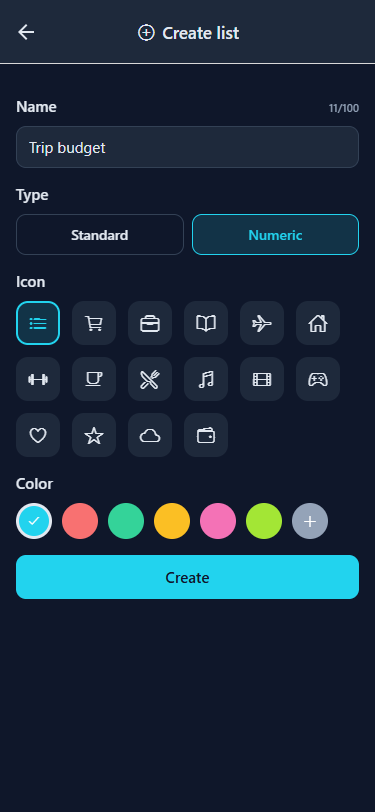 Create list
Name
11/100
Trip budget
Type
Standard
Numeric
Icon
Color
Create